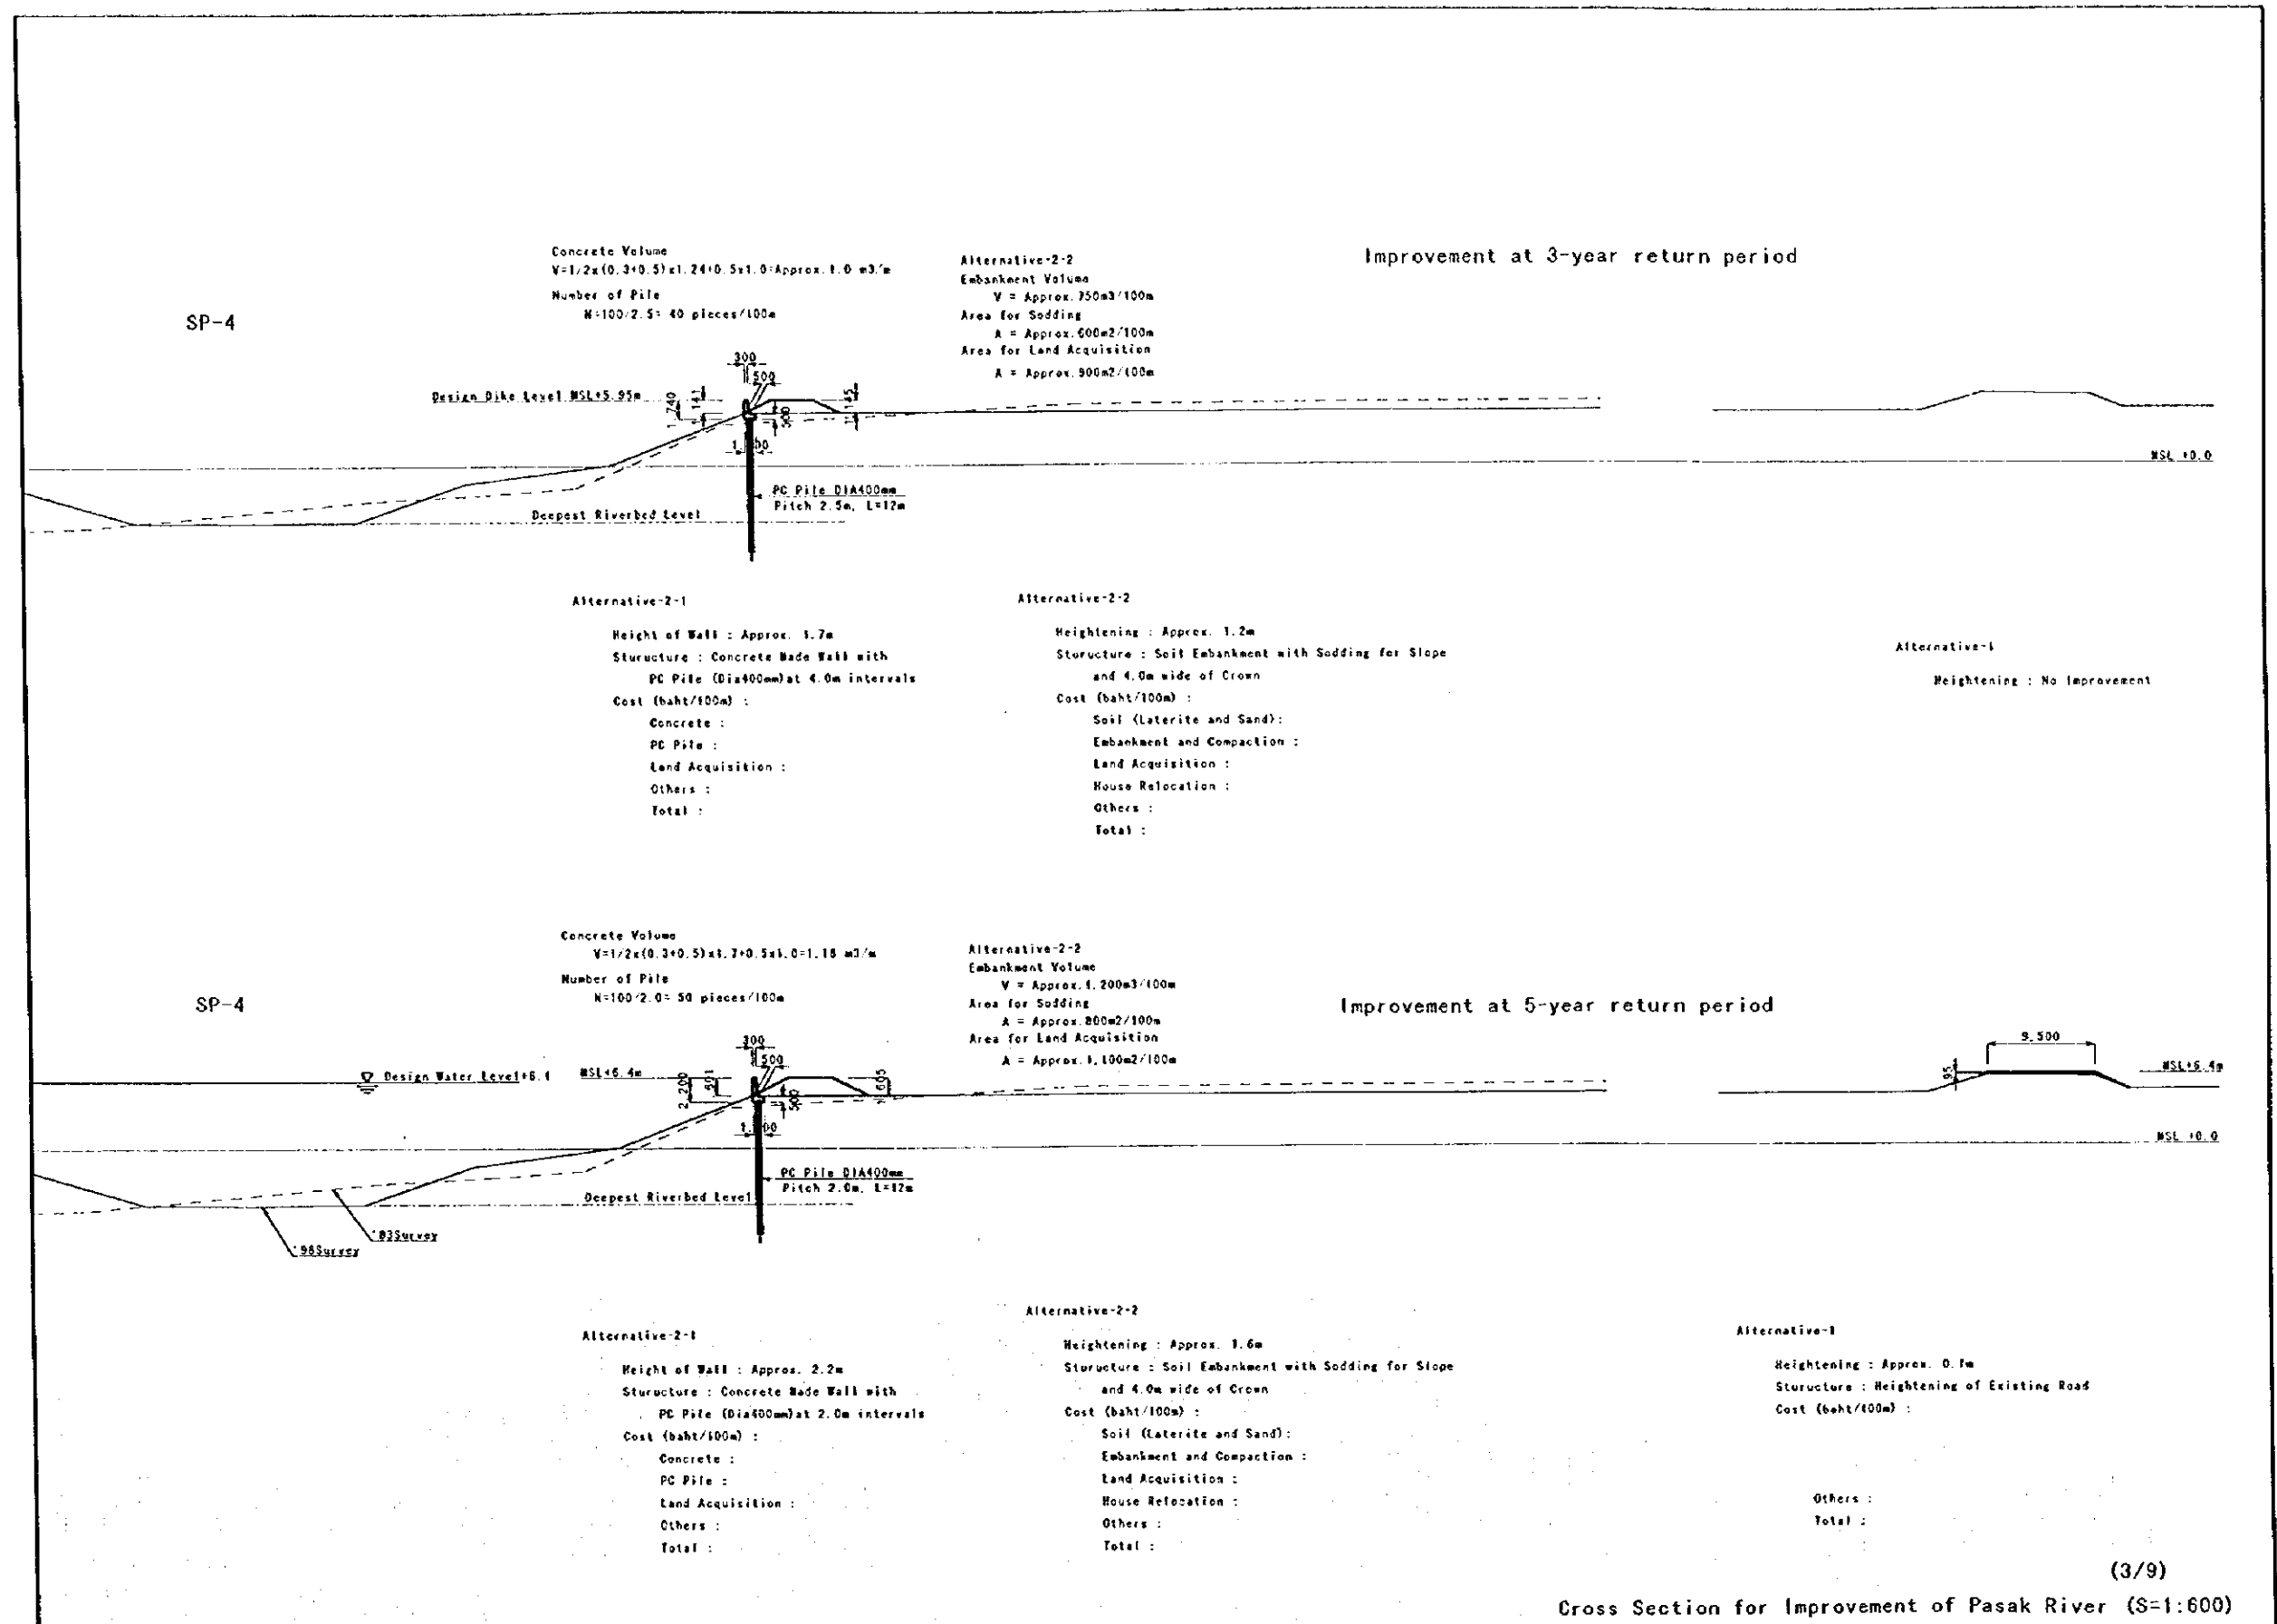 Improvement at 3-year return period
SP-4
Concrete Volume
V=1/2x(0.3+0.5)x1.24+0.5x1.0=Approx.1.0 m3/m
Number of Pile
N=100/2.5= 40 pieces/100m
Alternative-2-2
Embankment Volume
V = Approx.750m3/100m
Area for Sodding
A = Approx.600m2/100m
Area for Land Acquisition
A = Approx.900m2/100m
300
500
Design Dike Level MSL+5.95m
1,740
1,141
500
1,145
MSL +0.0
PC Pile DIA400mm
Pitch 2.5m, L=12m
Deepest Riverbed Level
Alternative-2-1
Height of Wall : Approx. 1.7m
Sturucture : Concrete Made Wall with
PC Pile (Dia400mm)at 4.0m intervals
Cost (baht/100m) :
Concrete :
PC Pile :
Land Acquisition :
Others :
Total :
Alternative-2-2
Heightening : Approx. 1.2m
Sturucture : Soil Embankment with Sodding for Slope
and 4.0m wide of Crown
Cost (baht/100m) :
Soil (Laterite and Sand):
Embankment and Compaction :
Land Acquisition :
House Relocation :
Others :
Total :
Alternative-1
Heightening : No Improvement
Improvement at 5-year return period
SP-4
Concrete Volume
V=1/2x(0.3+0.5)x1.7+0.5x1.0=1.18 m3/m
Number of Pile
N=100/2.0= 50 pieces/100m
Alternative-2-2
Embankment Volume
V = Approx.1,200m3/100m
Area for Sodding
A = Approx.800m2/100m
Area for Land Acquisition
A = Approx.1,100m2/100m
300
500
Design Water Level+6.1
MSL+6.4m
2,200
500
9,500
95
MSL+6.4m
MSL +0.0
PC Pile DIA400mm
Pitch 2.0m, L=12m
Deepest Riverbed Level
'98Survey
'83Survey
Alternative-2-1
Height of Wall : Approx. 2.2m
Sturucture : Concrete Made Wall with
PC Pile (Dia400mm)at 2.0m intervals
Cost (baht/100m) :
Concrete :
PC Pile :
Land Acquisition :
Others :
Total :
Alternative-2-2
Heightening : Approx. 1.6m
Sturucture : Soil Embankment with Sodding for Slope
and 4.0m wide of Crown
Cost (baht/100m) :
Soil (Laterite and Sand):
Embankment and Compaction :
Land Acquisition :
House Relocation :
Others :
Total :
Alternative-1
Heightening : Approx. 0.1m
Sturucture : Heightening of Existing Road
Cost (baht/100m) :
Others :
Total :
(3/9)
Cross Section for Improvement of Pasak River (S=1:600)